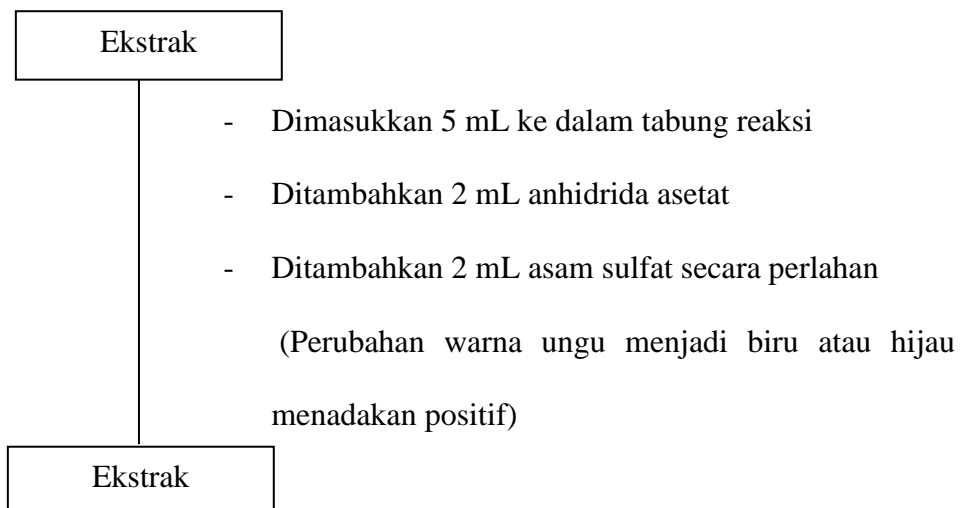 Ekstrak
- Dimasukkan 5 mL ke dalam tabung reaksi
- Ditambahkan 2 mL anhidrida asetat
- Ditambahkan 2 mL asam sulfat secara perlahan
(Perubahan warna ungu menjadi biru atau hijau
menadakan positif)
Ekstrak